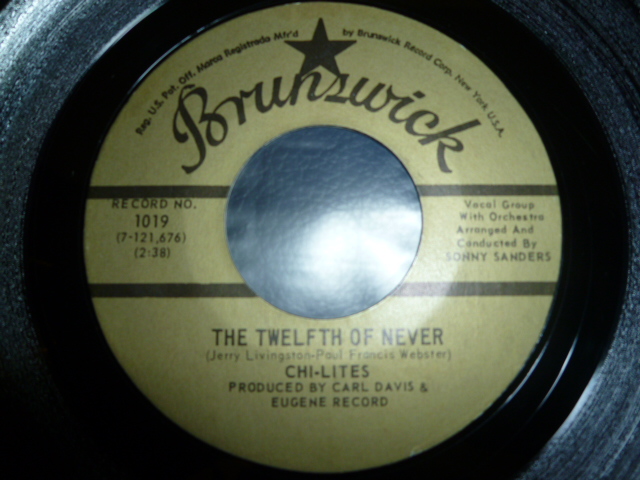 Reg. U.S. Pat. Off. Marca Registrada Mfr'd by Brunswick Record Corp. New York U.S.A.
Brunswick
RECORD NO.
1019
(7-121,676)
(2:38)
Vocal Group
With Orchestra
Arranged And
Conducted By
SONNY SANDERS
THE TWELFTH OF NEVER
(Jerry Livingston-Paul Francis Webster)
CHI-LITES
PRODUCED BY CARL DAVIS &
EUGENE RECORD